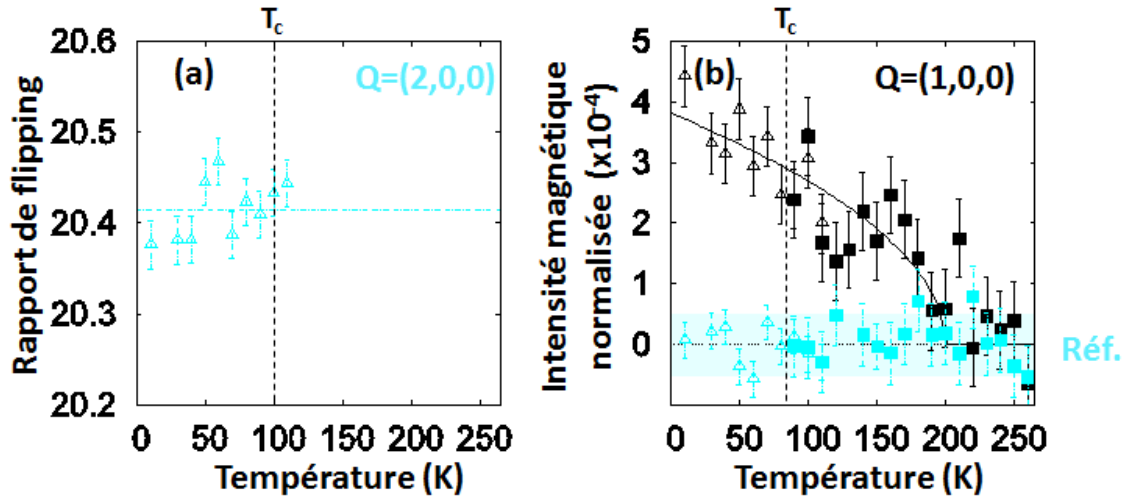 T_c
20.6
20.5
20.4
20.3
20.2
Rapport de flipping
(a)
Q=(2,0,0)
0 50 100 150 200 250
Température (K)
T_c
5
4
3
2
1
0
Intensité magnétique
normalisée (x10⁻⁴)
(b)
Q=(1,0,0)
Réf.
0 50 100 150 200 250
Température (K)